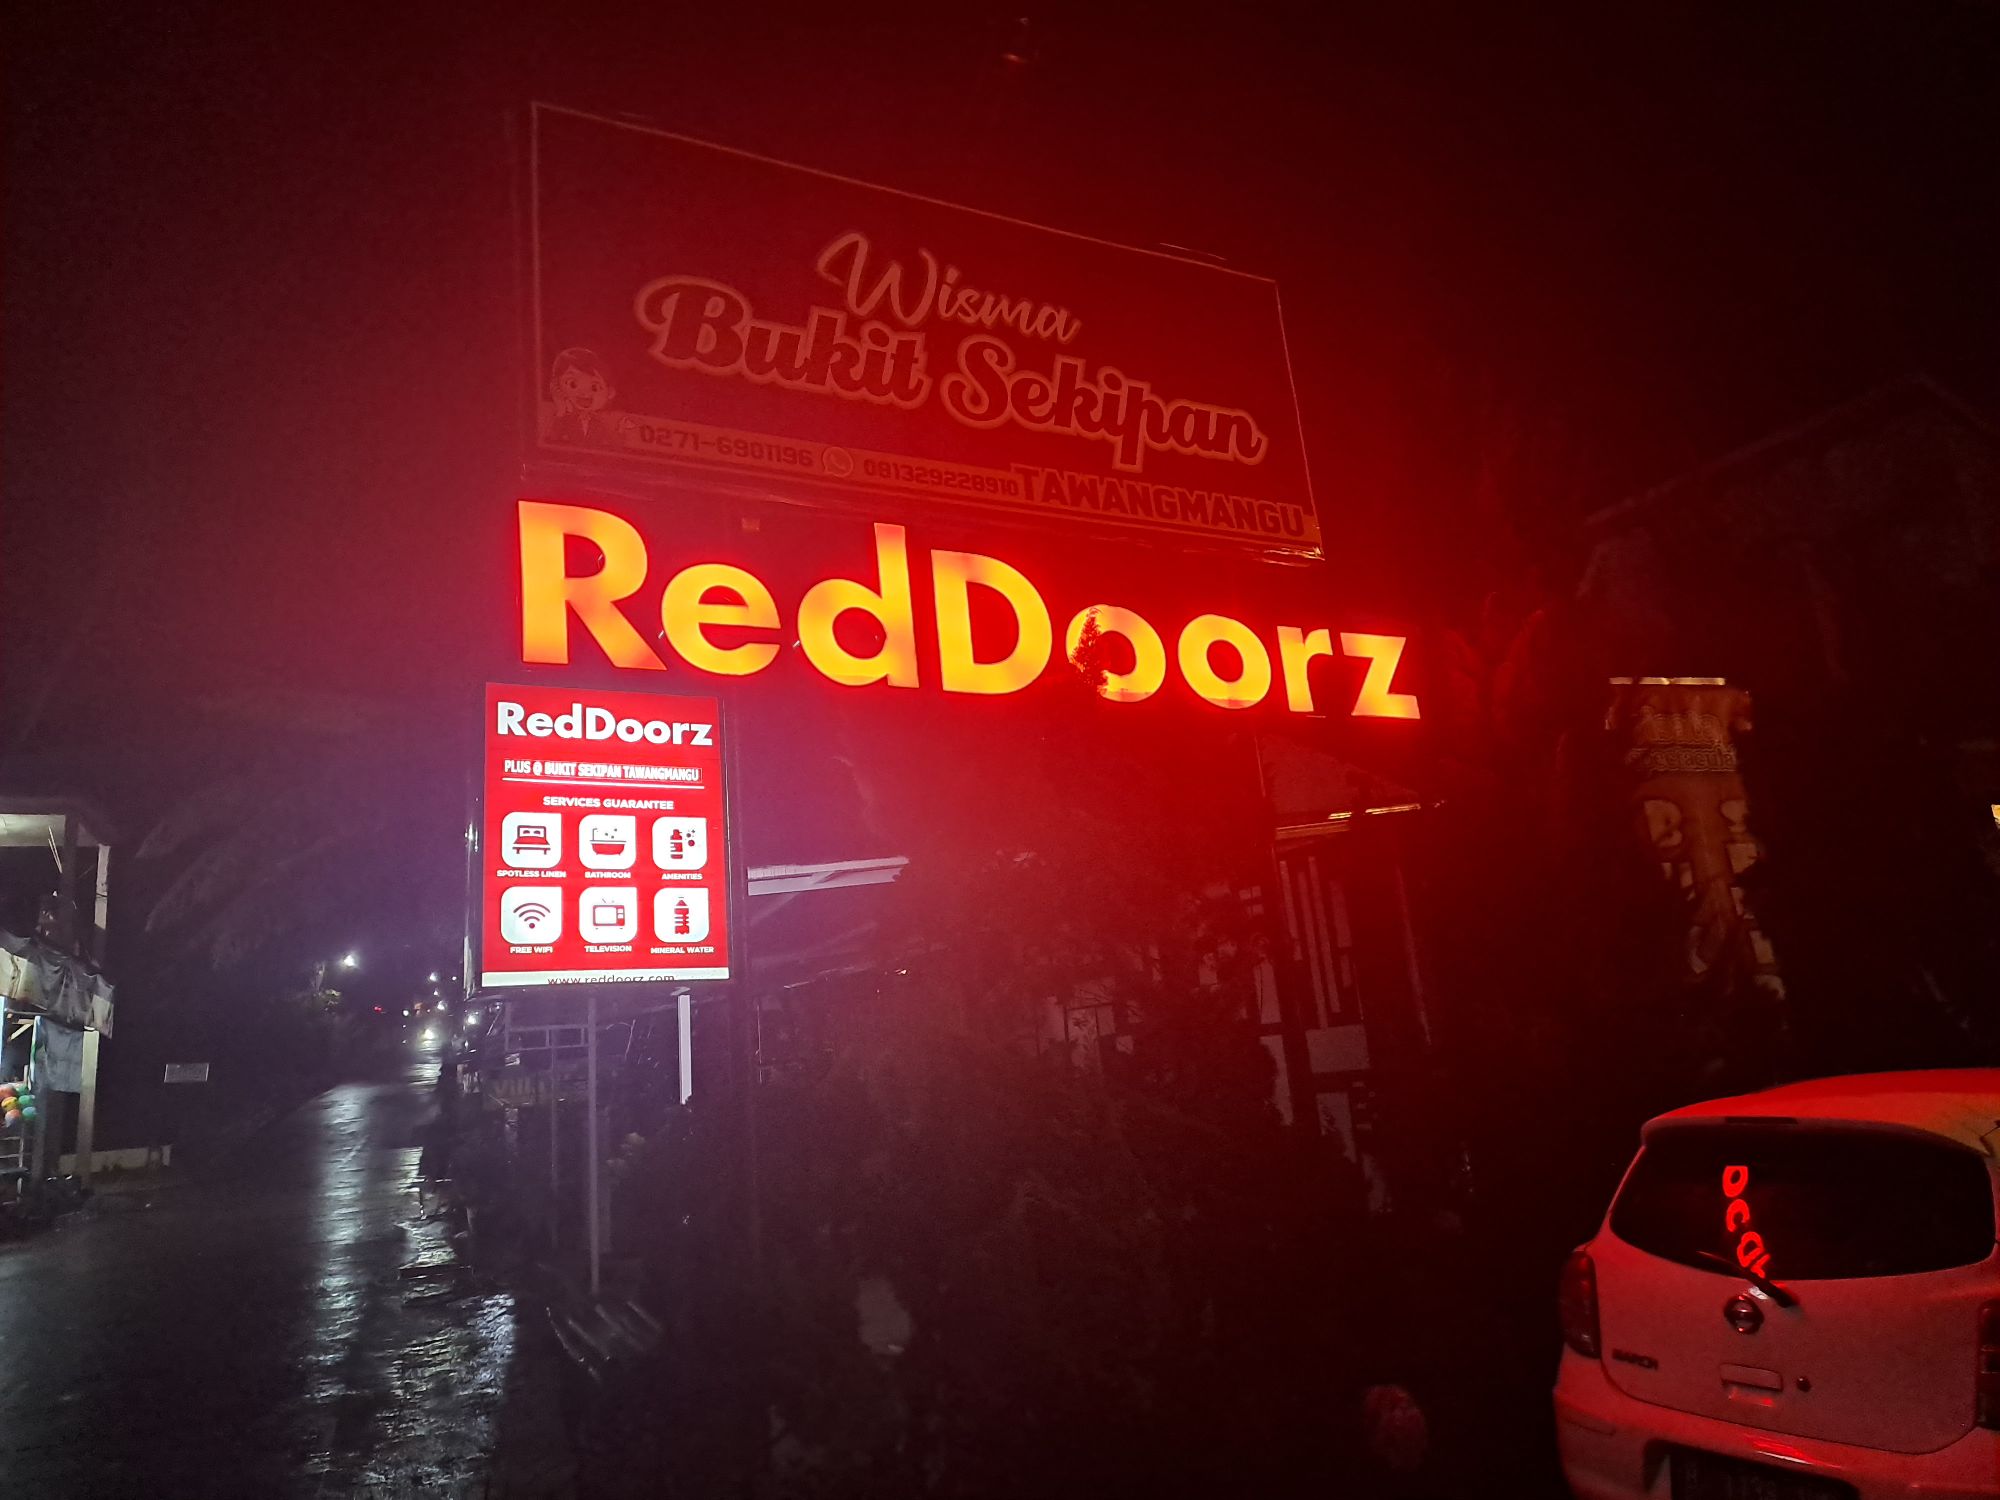 Wisma
Bukit Sekipan
0271-6901196 081329228910 TAWANGMANGU
RedDoorz
RedDoorz
PLUS @ BUKIT SEKIPAN TAWANGMANGU
SERVICES GUARANTEE
SPOTLESS LINEN BATHROOM AMENITIES
FREE WIFI TELEVISION MINERAL WATER
www.reddoorz.com
MARCH